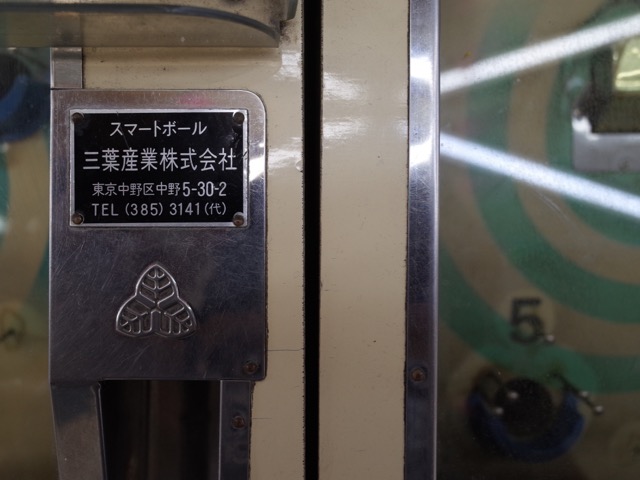 スマートボール
三葉産業株式会社
東京中野区中野5-30-2
TEL (385) 3141(代)
5